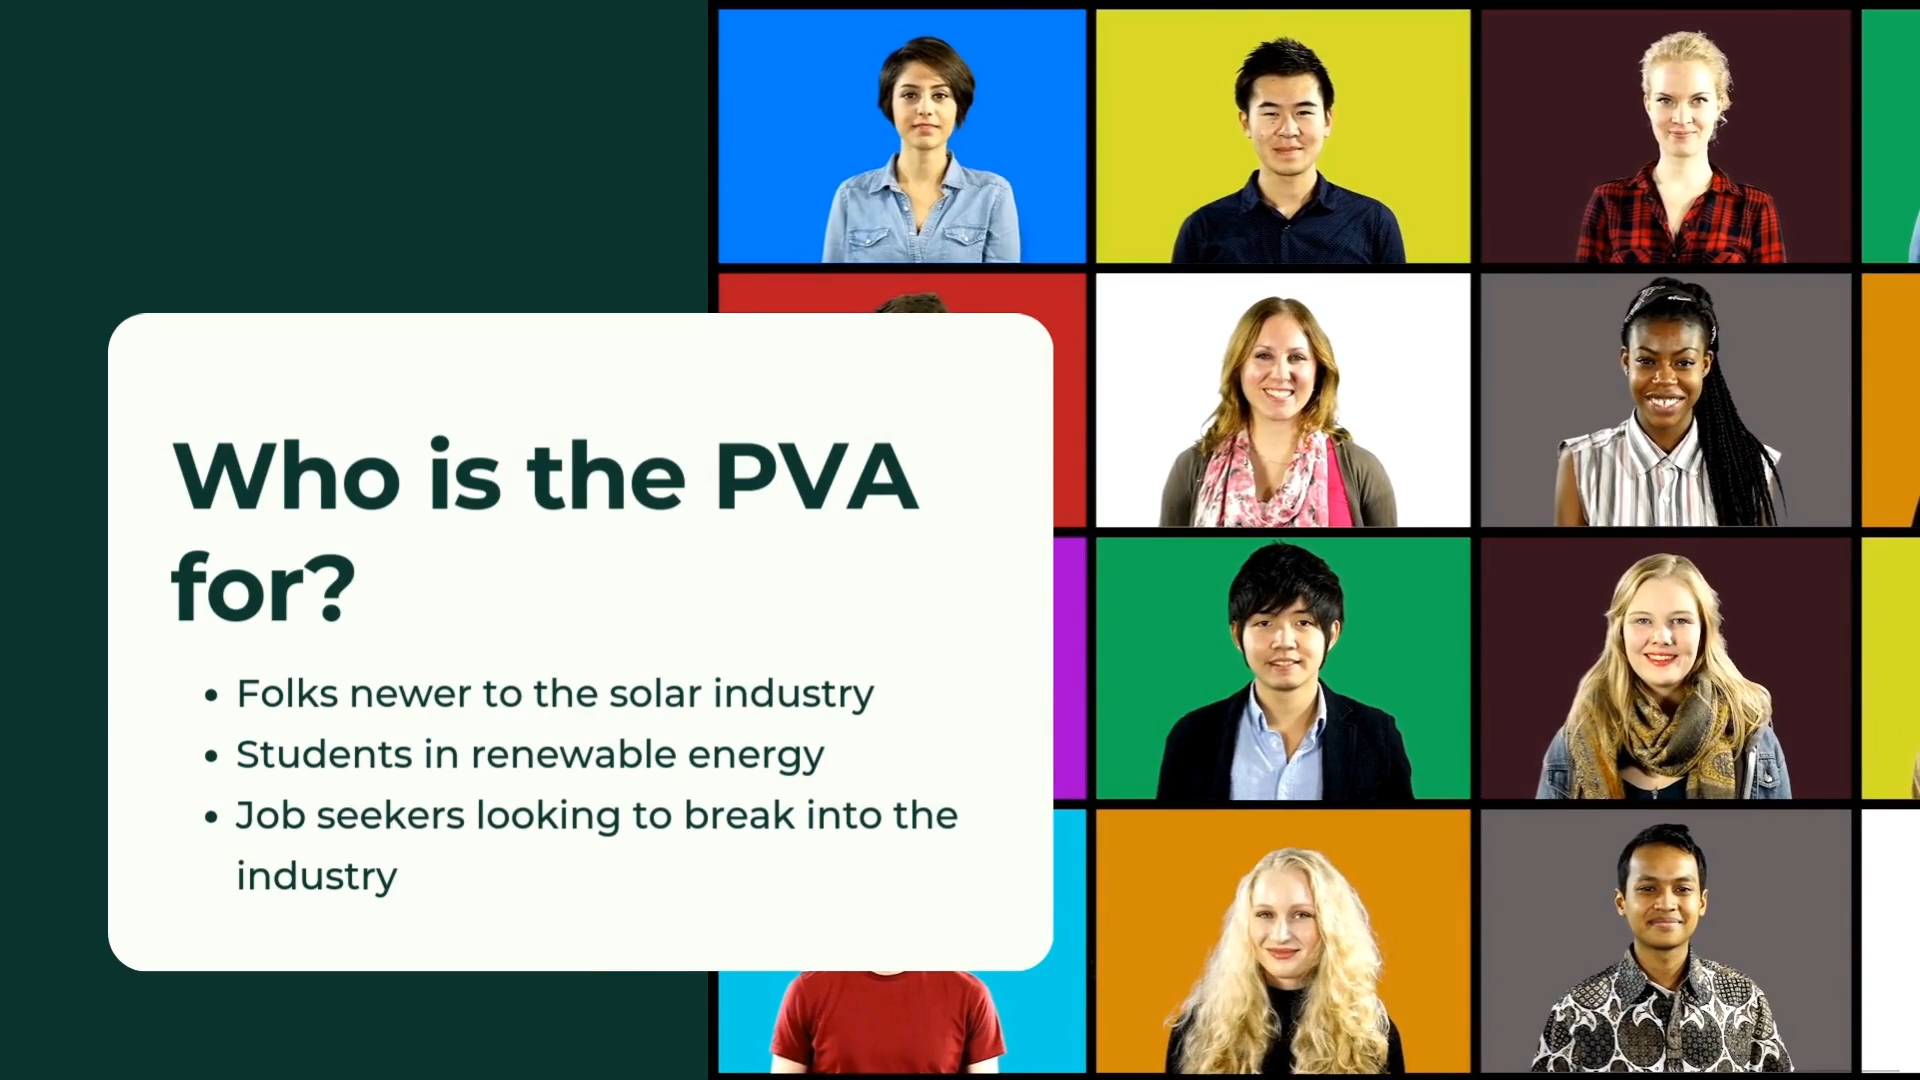 Who is the PVA
for?
• Folks newer to the solar industry
• Students in renewable energy
• Job seekers looking to break into the
industry